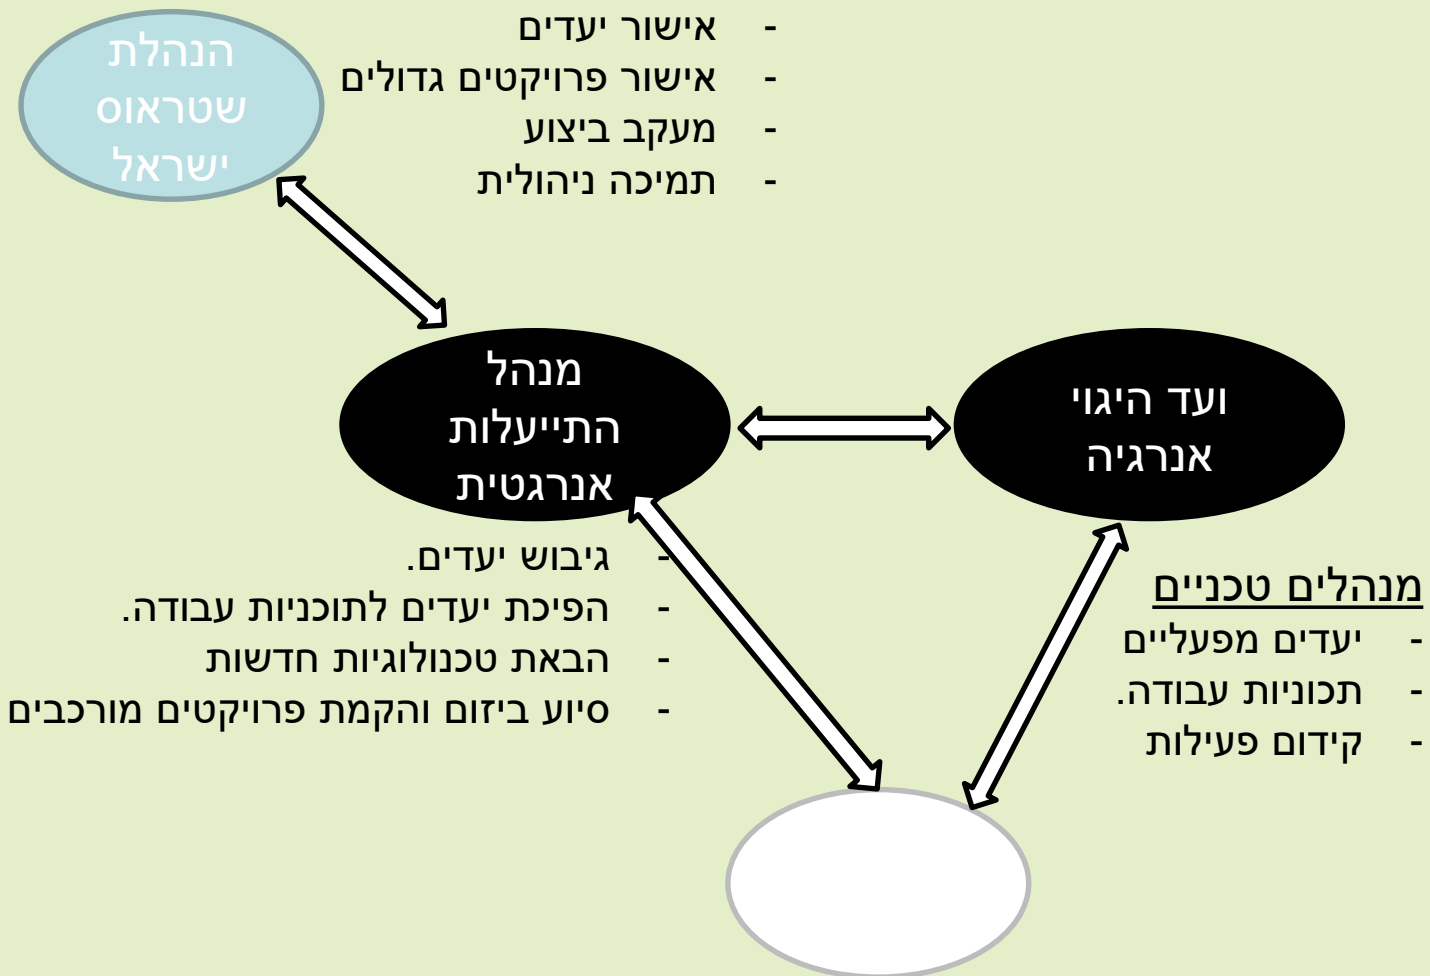 הנהלת
שטראוס
ישראל
- אישור יעדים
- אישור פרויקטים גדולים
- מעקב ביצוע
- תמיכה ניהולית
מנהל
התייעלות
אנרגטית
ועד היגוי
אנרגיה
- גיבוש יעדים.
- הפיכת יעדים לתוכניות עבודה.
- הבאת טכנולוגיות חדשות
- סיוע ביזום והקמת פרויקטים מורכבים
מנהלים טכניים
- יעדים מפעליים
- תכוניות עבודה.
- קידום פעילות